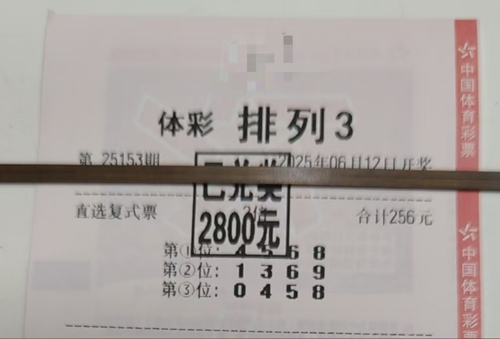 体彩 排列3
第 25153期 2025年06月12日开奖
已兑奖
2800元
直选复式票 合计256元
第①位: 4 5 6 8
第②位: 1 3 6 9
第③位: 0 4 5 8
中国体育彩票
中国体育彩票